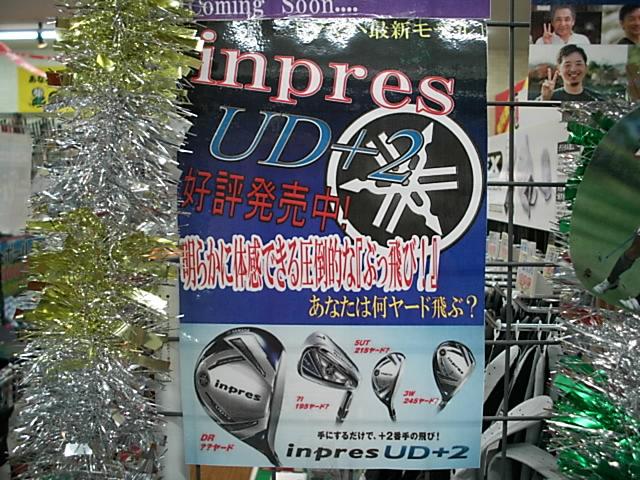 Coming Soon....
最新モデル
inpres
UD+2
好評発売中!
明らかに体感できる圧倒的な『ぶっ飛び!』
あなたは何ヤード飛ぶ?
5UT
215ヤード?
inpres
7I
195ヤード?
3W
245ヤード?
DR
??ヤード
手にするだけで、+2番手の飛び!
inpres UD+2